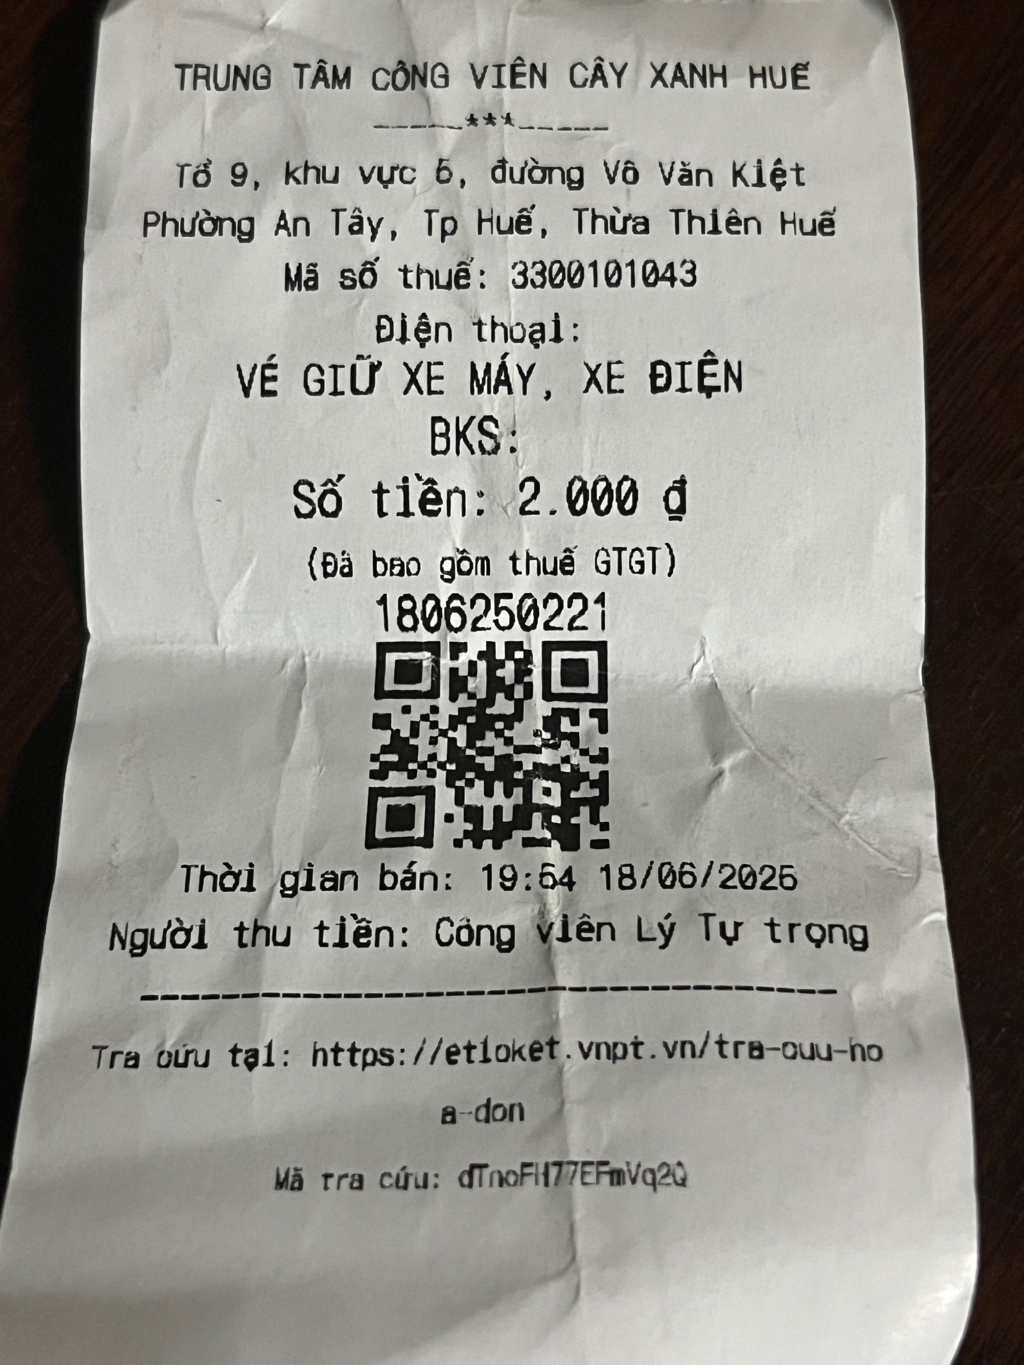 TRUNG TÂM CÔNG VIÊN CÂY XANH HUẾ
_____***_____
Tổ 9, khu vực 5, đường Võ Văn Kiệt
Phường An Tây, Tp Huế, Thừa Thiên Huế
Mã số thuế: 3300101043
Điện thoại:
VÉ GIỮ XE MÁY, XE ĐIỆN
BKS:
Số tiền: 2.000 ₫
(Đã bao gồm thuế GTGT)
1806250221
Thời gian bán: 19:54 18/06/2025
Người thu tiền: Công viên Lý Tự trọng
---------------------------------
Tra cứu tại: https://eticket.vnpt.vn/tra-cuu-ho
a-don
Mã tra cứu: dTnoFH77EFmVq2Q